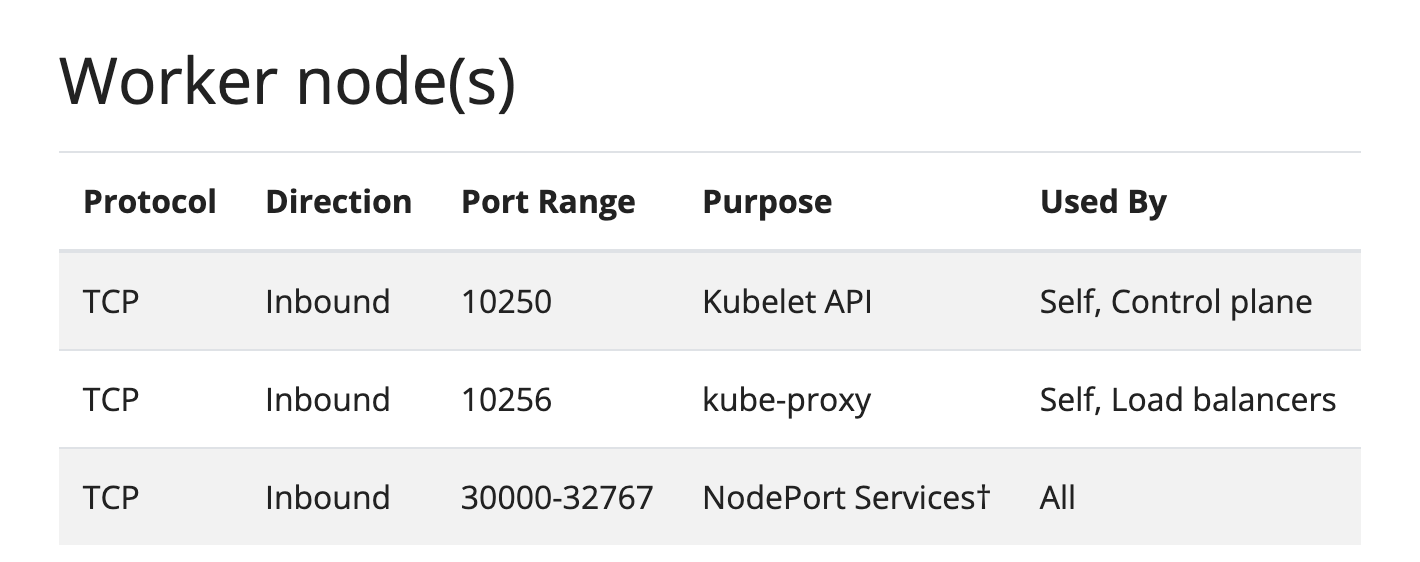 Worker node(s)
Protocol Direction Port Range Purpose Used By
TCP Inbound 10250 Kubelet API Self, Control plane
TCP Inbound 10256 kube-proxy Self, Load balancers
TCP Inbound 30000-32767 NodePort Services† All